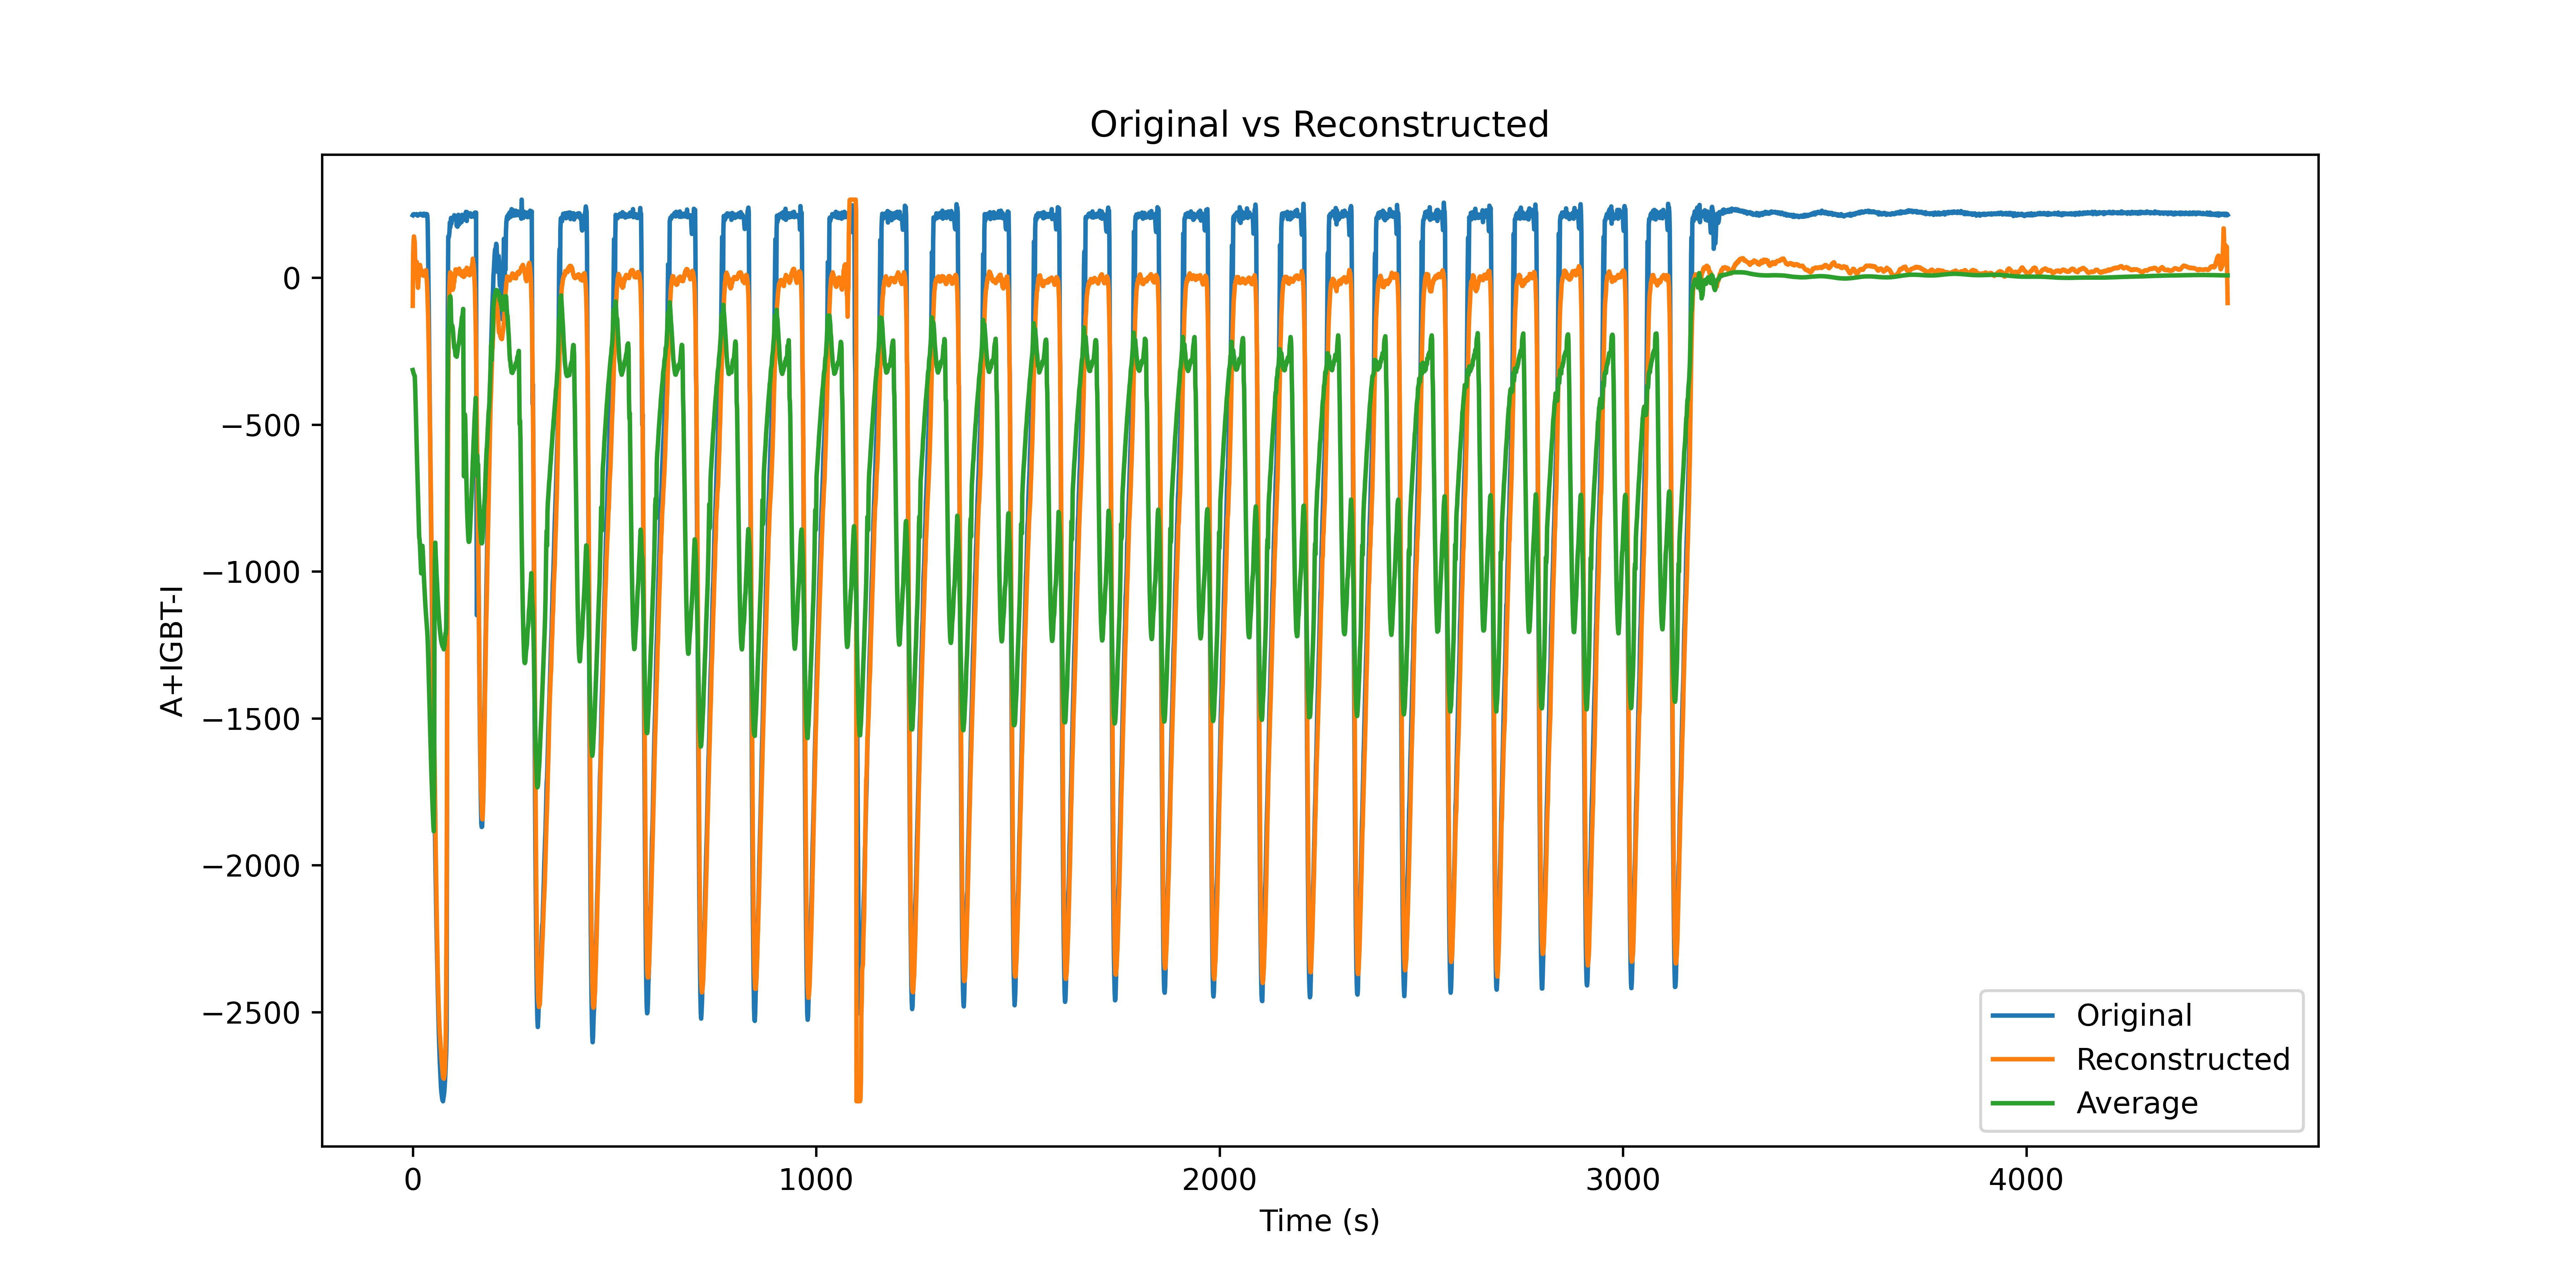 Original vs Reconstructed
A+IGBT-I
0
−500
−1000
−1500
−2000
−2500
0
1000
2000
3000
4000
Time (s)
Original
Reconstructed
Average